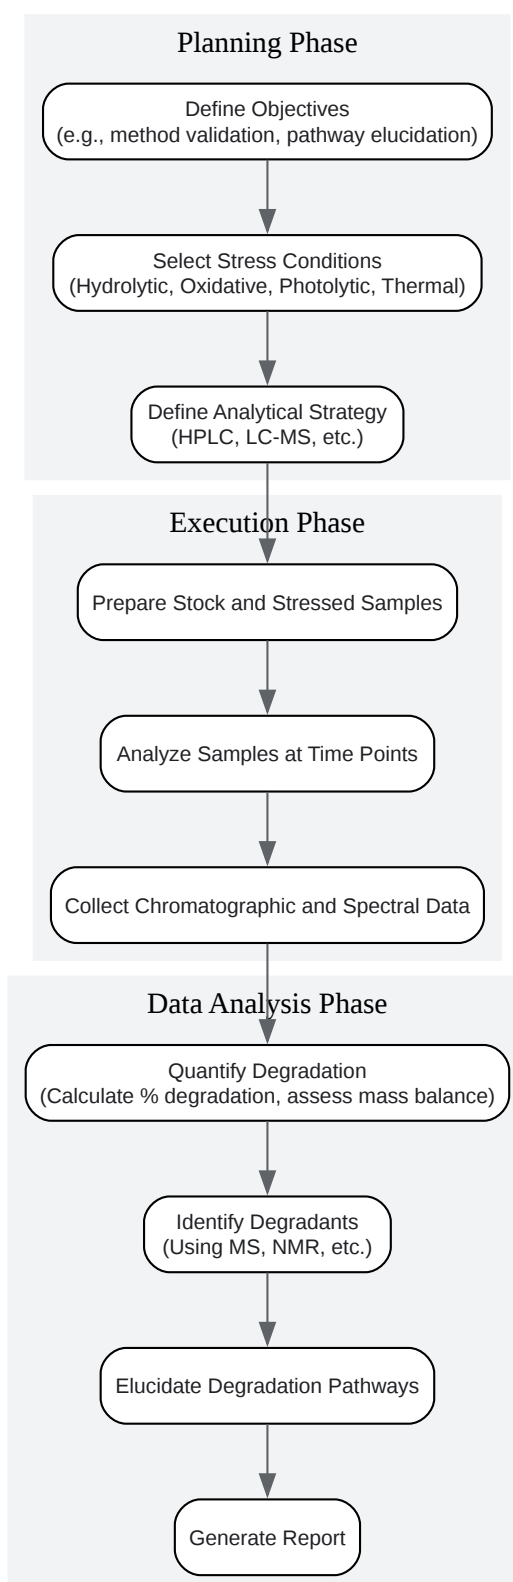 Planning Phase
Define Objectives
(e.g., method validation, pathway elucidation)
Select Stress Conditions
(Hydrolytic, Oxidative, Photolytic, Thermal)
Define Analytical Strategy
(HPLC, LC-MS, etc.)
Execution Phase
Prepare Stock and Stressed Samples
Analyze Samples at Time Points
Collect Chromatographic and Spectral Data
Data Analysis Phase
Quantify Degradation
(Calculate % degradation, assess mass balance)
Identify Degradants
(Using MS, NMR, etc.)
Elucidate Degradation Pathways
Generate Report